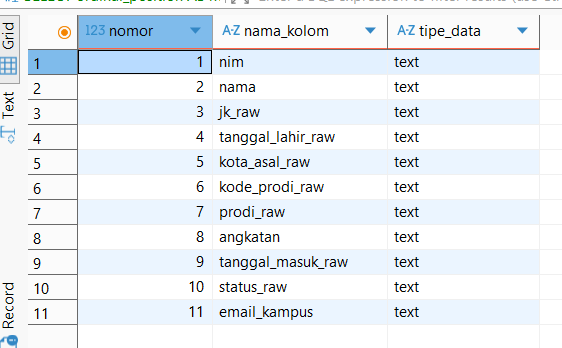 Grid
Text
Record
123 nomor A-Z nama_kolom A-Z tipe_data
1 1 nim text
2 2 nama text
3 3 jk_raw text
4 4 tanggal_lahir_raw text
5 5 kota_asal_raw text
6 6 kode_prodi_raw text
7 7 prodi_raw text
8 8 angkatan text
9 9 tanggal_masuk_raw text
10 10 status_raw text
11 11 email_kampus text